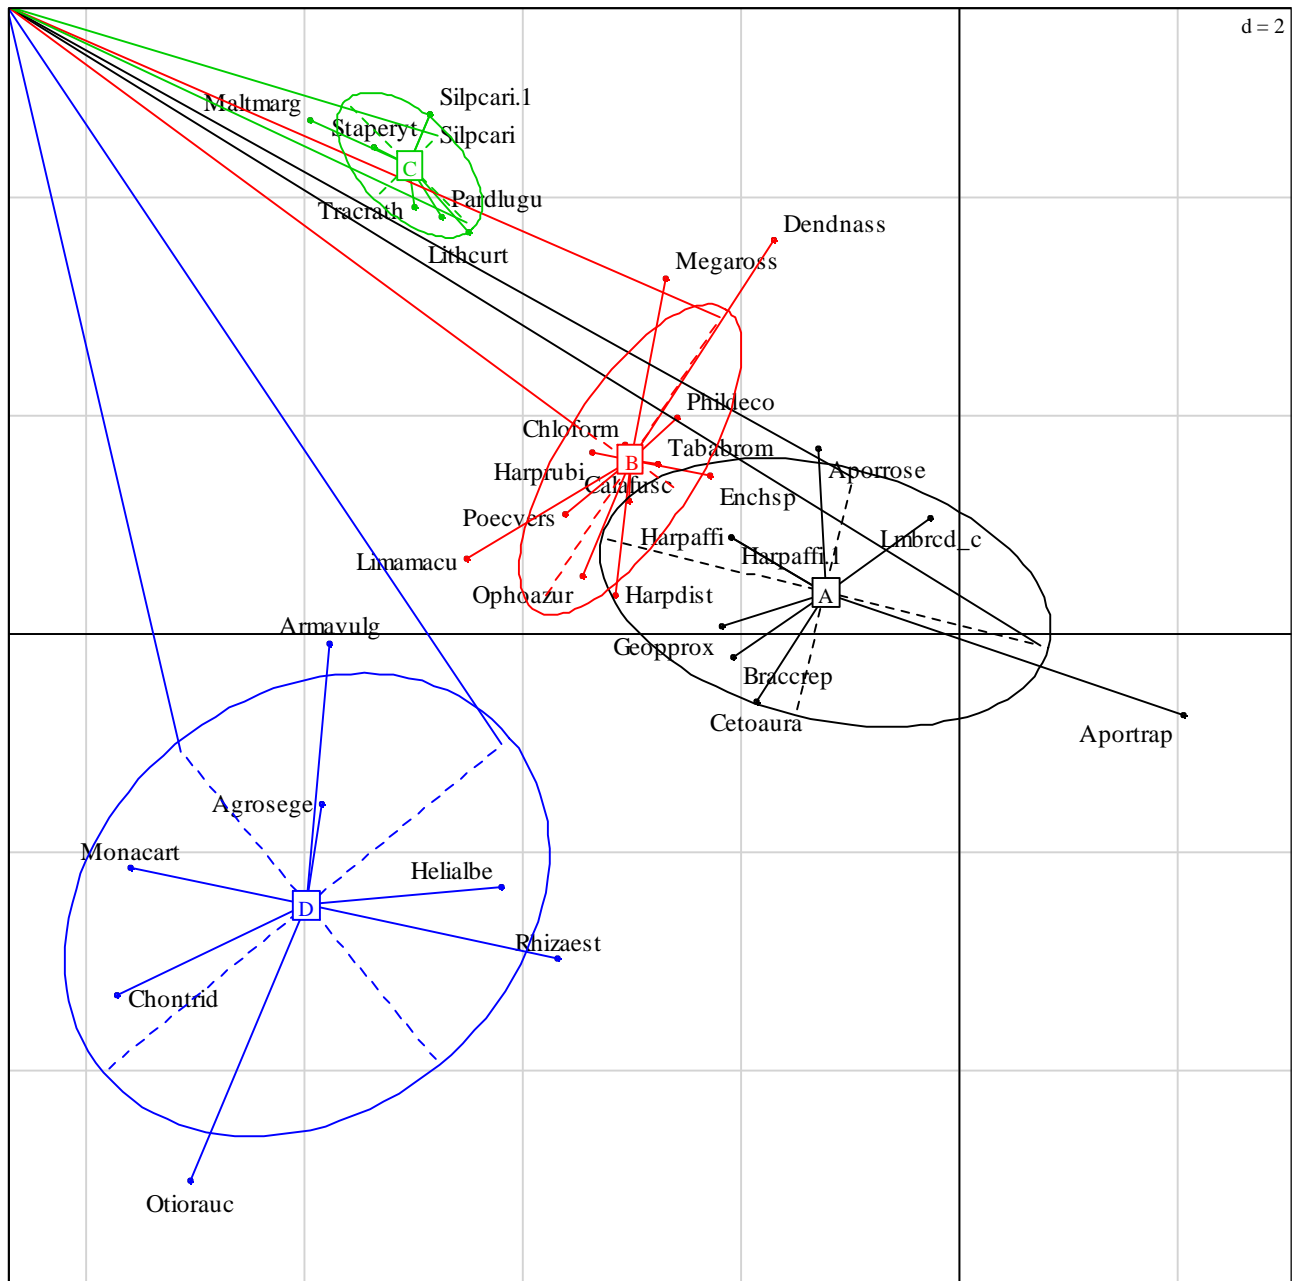 d = 2
Silpcari.1
Maltmarg
Staperyt
Silpcari
C
Pardlugu
Tracrath
Dendnass
Lithcurt
Megaross
Phildeco
Chloform
Tababrom
B
Aporrose
Harprubi
Calafusc
Enchsp
Poecvers
Harpaffi
Lmbrcd_c
Harpaffi.1
Limamacu
Ophoazur
Harpdist
A
Armavulg
Geopprox
Braccrep
Cetoaura
Aportrap
Agrosege
Monacart
Helialbe
D
Rhizaest
Chontrid
Otiorauc